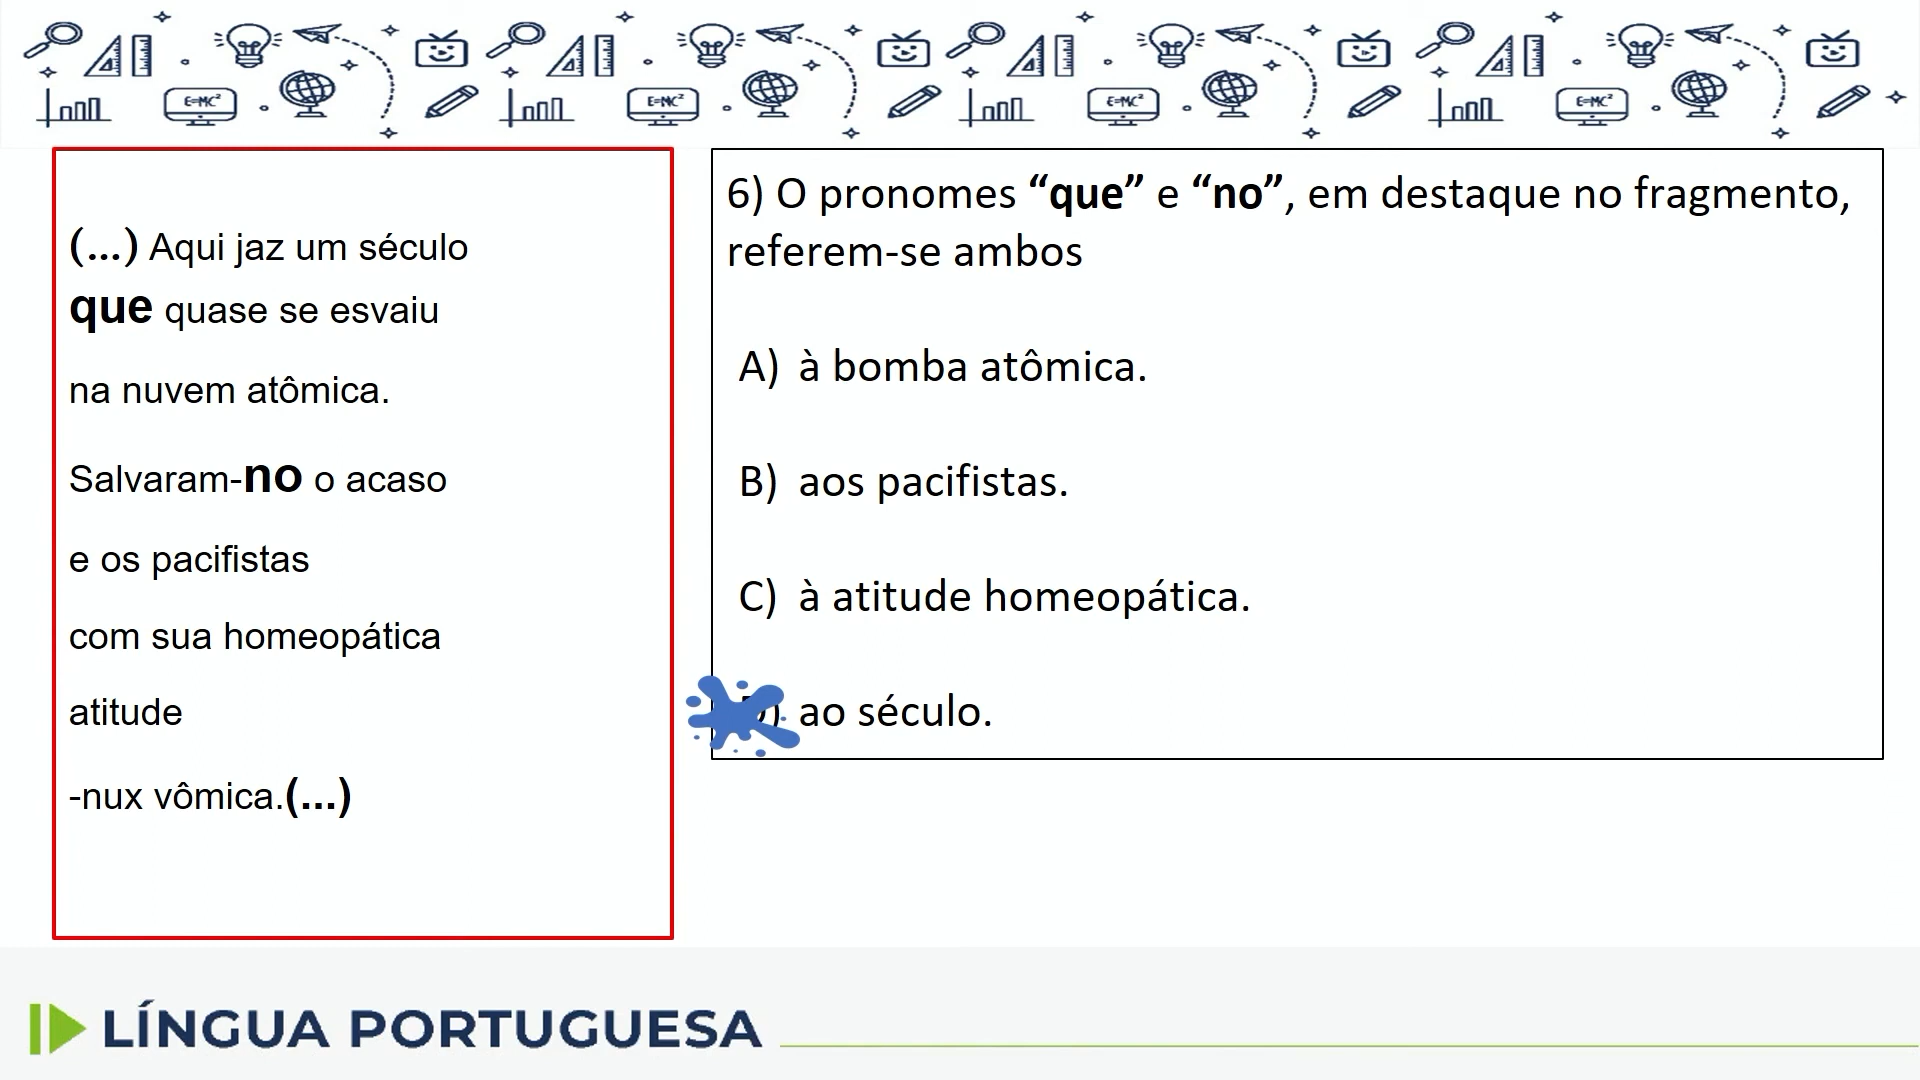 E=MC²
E=MC²
E=MC²
E=MC²
(...) Aqui jaz um século
que quase se esvaiu
na nuvem atômica.
Salvaram-no o acaso
e os pacifistas
com sua homeopática
atitude
-nux vômica.(...)
6) O pronomes “que” e “no”, em destaque no fragmento,
referem-se ambos
A) à bomba atômica.
B) aos pacifistas.
C) à atitude homeopática.
D) ao século.
LÍNGUA PORTUGUESA